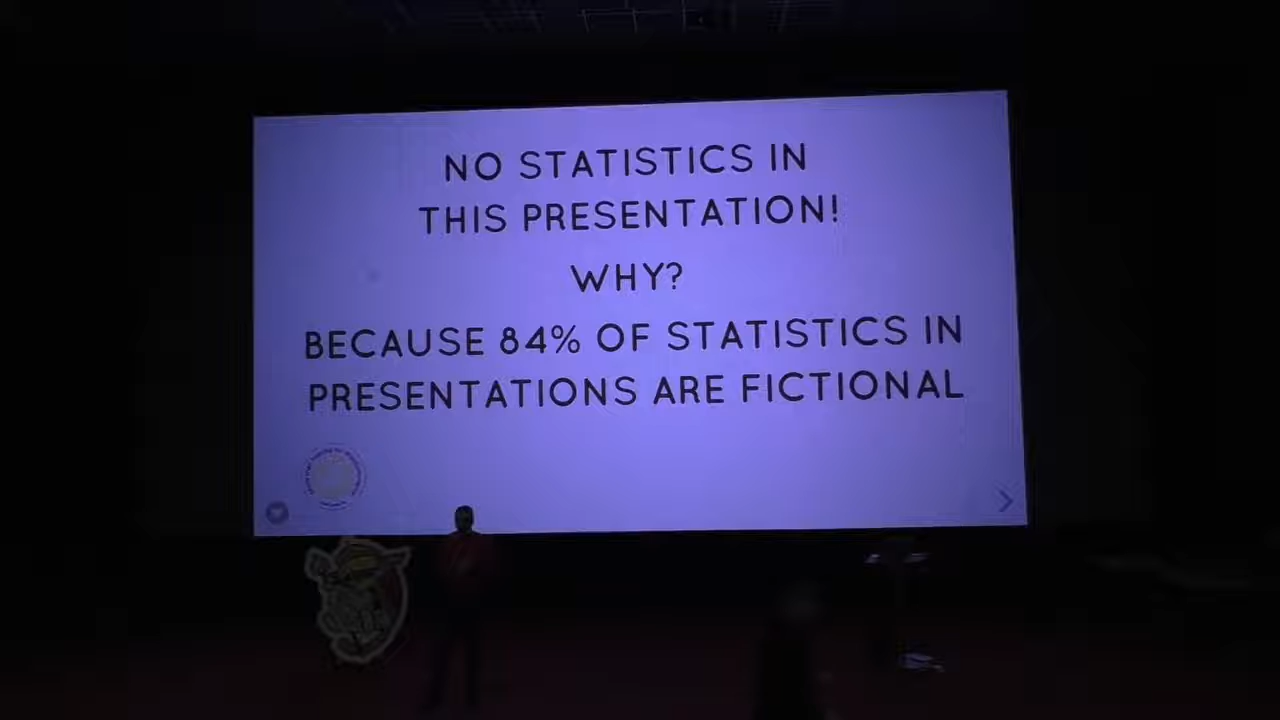 NO STATISTICS IN
THIS PRESENTATION!
WHY?
BECAUSE 84% OF STATISTICS IN
PRESENTATIONS ARE FICTIONAL